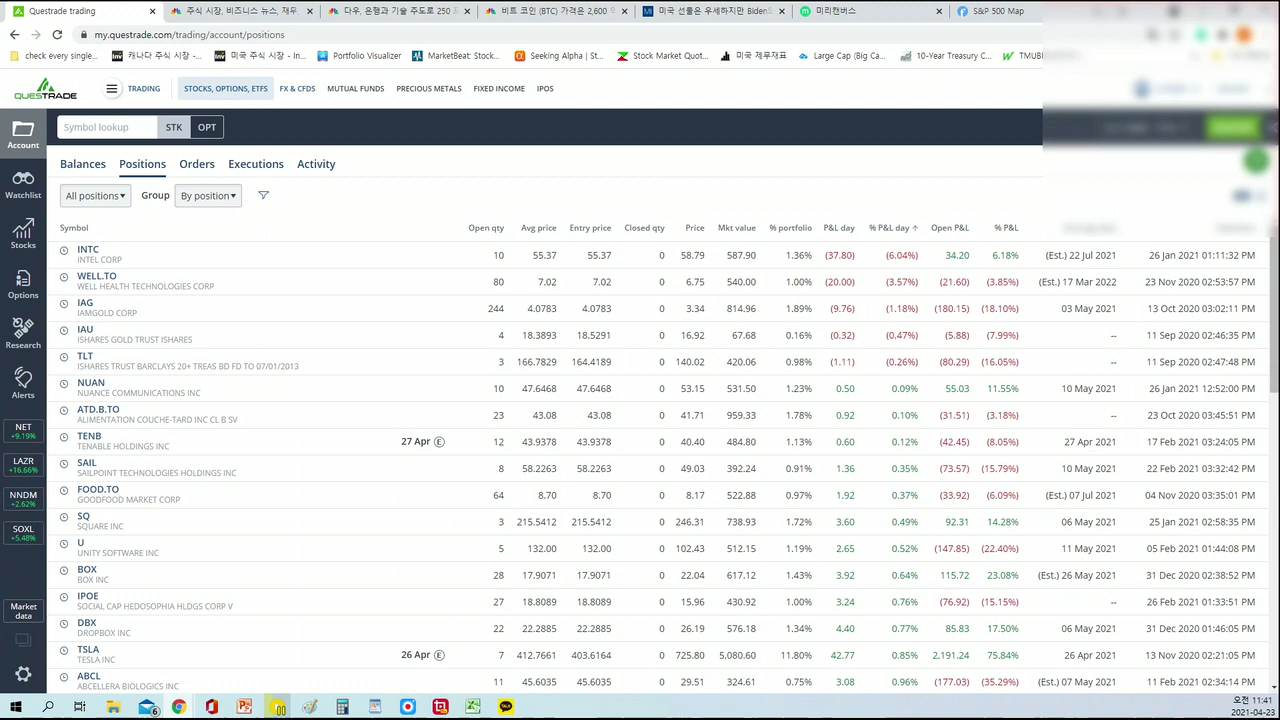 Questrade trading
주식 시장, 비즈니스 뉴스, 재무
다우, 은행과 기술 주도로 250 포
비트 코인 (BTC) 가격은 2,600 만
미국 선물은 우세하지만 Biden의
미리캔버스
S&P 500 Map
my.questrade.com/trading/account/positions
check every single...
캐나다 주식 시장 -...
미국 주식 시장 - In...
Portfolio Visualizer
MarketBeat: Stock...
Seeking Alpha | St...
Stock Market Quot...
미국 제무재표
Large Cap (Big Ca...
10-Year Treasury C...
TMUB
QUESTRADE
TRADING
STOCKS, OPTIONS, ETFS
FX & CFDS
MUTUAL FUNDS
PRECIOUS METALS
FIXED INCOME
IPOS
Account
Symbol lookup
STK
OPT
Balances
Positions
Orders
Executions
Activity
All positions
Group
By position
Symbol Open qty Avg price Entry price Closed qty Price Mkt value % portfolio P&L day % P&L day Open P&L % P&L
INTC
INTEL CORP
10 55.37 55.37 0 58.79 587.90 1.36% (37.80) (6.04%) 34.20 6.18% (Est.) 22 Jul 2021 26 Jan 2021 01:11:32 PM
WELL.TO
WELL HEALTH TECHNOLOGIES CORP
80 7.02 7.02 0 6.75 540.00 1.00% (20.00) (3.57%) (21.60) (3.85%) (Est.) 17 Mar 2022 23 Nov 2020 02:53:57 PM
IAG
IAMGOLD CORP
244 4.0783 4.0783 0 3.34 814.96 1.89% (9.76) (1.18%) (180.15) (18.10%) 03 May 2021 13 Oct 2020 03:02:11 PM
IAU
ISHARES GOLD TRUST ISHARES
4 18.3893 18.5291 0 16.92 67.68 0.16% (0.32) (0.47%) (5.88) (7.99%) -- 11 Sep 2020 02:46:35 PM
TLT
ISHARES TRUST BARCLAYS 20+ TREAS BD FD TO 07/01/2013
3 166.7829 164.4189 0 140.02 420.06 0.98% (1.11) (0.26%) (80.29) (16.05%) -- 11 Sep 2020 02:47:48 PM
NUAN
NUANCE COMMUNICATIONS INC
10 47.6468 47.6468 0 53.15 531.50 1.23% 0.50 0.09% 55.03 11.55% 10 May 2021 26 Jan 2021 12:52:00 PM
ATD.B.TO
ALIMENTATION COUCHE-TARD INC CL B SV
23 43.08 43.08 0 41.71 959.33 1.78% 0.92 0.10% (31.51) (3.18%) -- 23 Oct 2020 03:45:51 PM
TENB
TENABLE HOLDINGS INC
27 Apr E 12 43.9378 43.9378 0 40.40 484.80 1.13% 0.60 0.12% (42.45) (8.05%) 27 Apr 2021 17 Feb 2021 03:24:05 PM
SAIL
SAILPOINT TECHNOLOGIES HOLDINGS INC
8 58.2263 58.2263 0 49.03 392.24 0.91% 1.36 0.35% (73.57) (15.79%) 10 May 2021 22 Feb 2021 03:32:42 PM
FOOD.TO
GOODFOOD MARKET CORP
64 8.70 8.70 0 8.17 522.88 0.97% 1.92 0.37% (33.92) (6.09%) (Est.) 07 Jul 2021 04 Nov 2020 03:35:01 PM
SQ
SQUARE INC
3 215.5412 215.5412 0 246.31 738.93 1.72% 3.60 0.49% 92.31 14.28% 06 May 2021 25 Jan 2021 02:58:35 PM
U
UNITY SOFTWARE INC
5 132.00 132.00 0 102.43 512.15 1.19% 2.65 0.52% (147.85) (22.40%) 11 May 2021 05 Feb 2021 01:44:08 PM
BOX
BOX INC
28 17.9071 17.9071 0 22.04 617.12 1.43% 3.92 0.64% 115.72 23.08% (Est.) 26 May 2021 31 Dec 2020 02:38:52 PM
IPOE
SOCIAL CAP HEDOSOPHIA HLDGS CORP V
27 18.8089 18.8089 0 15.96 430.92 1.00% 3.24 0.76% (76.92) (15.15%) -- 26 Feb 2021 01:33:51 PM
DBX
DROPBOX INC
22 22.2885 22.2885 0 26.19 576.18 1.34% 4.40 0.77% 85.83 17.50% 06 May 2021 31 Dec 2020 01:46:05 PM
TSLA
TESLA INC
26 Apr E 7 412.7661 403.6164 0 725.80 5,080.60 11.80% 42.77 0.85% 2,191.24 75.84% 26 Apr 2021 13 Nov 2020 02:21:05 PM
ABCL
ABCELLERA BIOLOGICS INC
11 45.6035 45.6035 0 29.51 324.61 0.75% 3.08 0.96% (177.03) (35.29%) (Est.) 08 May 2021 11 Feb 2021 02:34:14 PM
Watchlist
Stocks
Options
Research
Alerts
NET
+9.19%
LAZR
+16.66%
NNDM
+2.62%
SOXL
+5.48%
Market
data
6
TALK
오전 11:41
2021-04-23